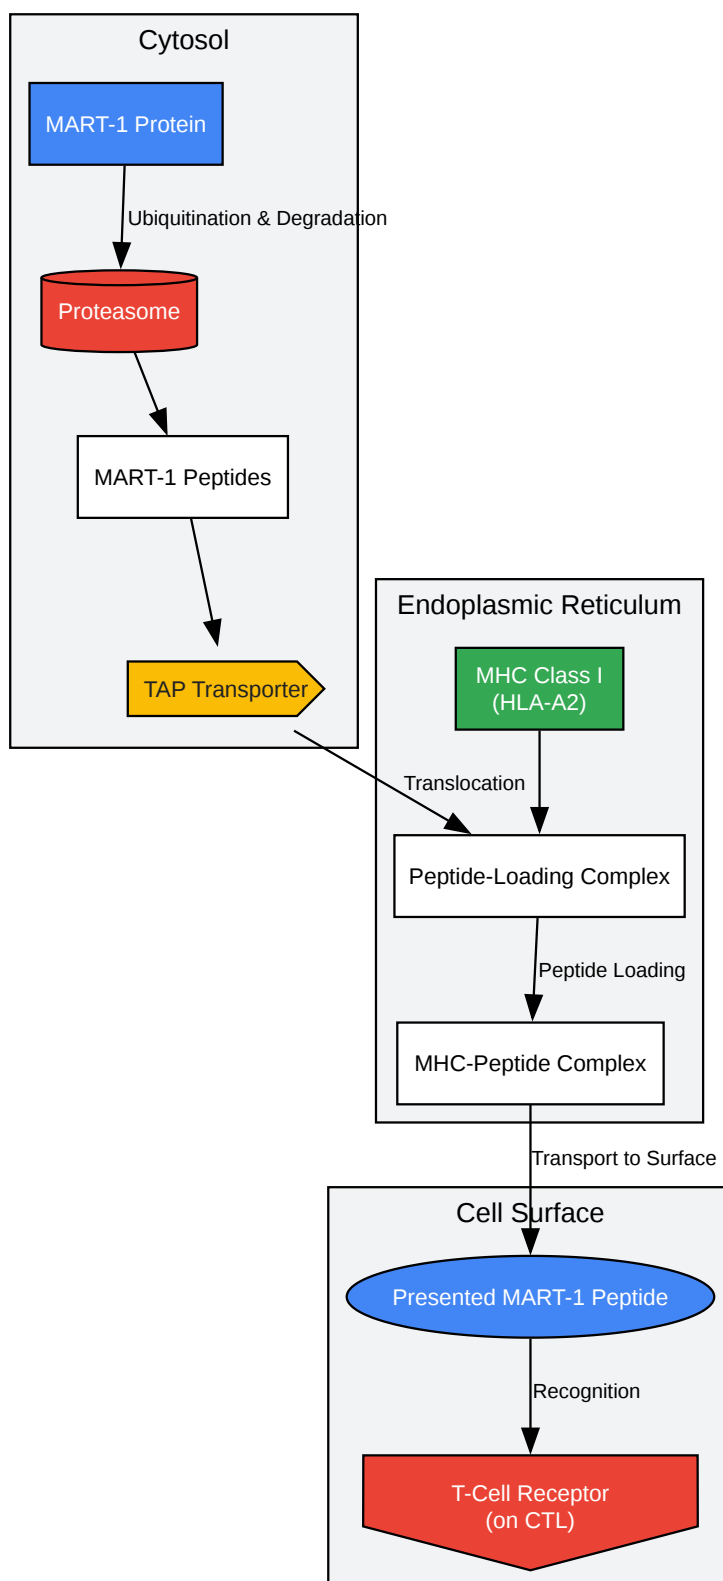 Cytosol
MART-1 Protein
Ubiquitination & Degradation
Proteasome
MART-1 Peptides
TAP Transporter
Endoplasmic Reticulum
MHC Class I
(HLA-A2)
Translocation
Peptide-Loading Complex
Peptide Loading
MHC-Peptide Complex
Transport to Surface
Cell Surface
Presented MART-1 Peptide
Recognition
T-Cell Receptor
(on CTL)